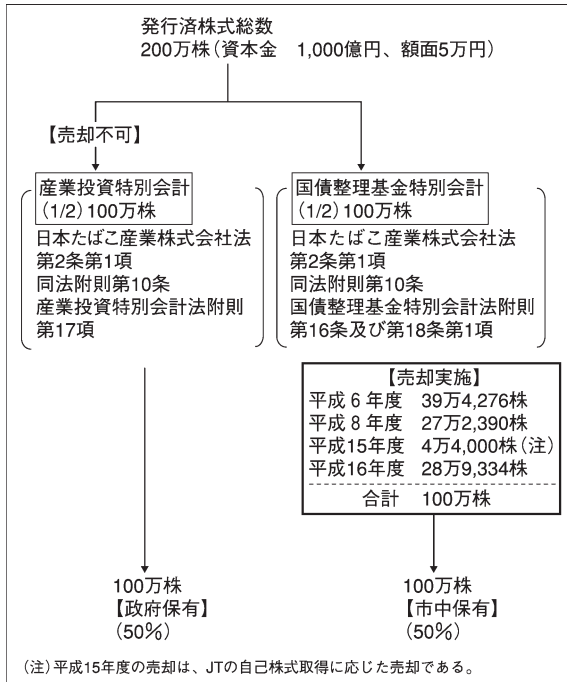 発行済株式総数
200万株(資本金　1,000億円、額面5万円)
【売却不可】
産業投資特別会計
(1/2)100万株
日本たばこ産業株式会社法
第2条第1項
同法附則第10条
産業投資特別会計法附則
第17項
国債整理基金特別会計
(1/2)100万株
日本たばこ産業株式会社法
第2条第1項
同法附則第10条
国債整理基金特別会計法附則
第16条及び第18条第1項
【売却実施】
平成 6 年度　39万4,276株
平成 8 年度　27万2,390株
平成15年度　4万4,000株(注)
平成16年度　28万9,334株
合計　100万株
100万株
【政府保有】
(50％)
100万株
【市中保有】
(50％)
(注)平成15年度の売却は、JTの自己株式取得に応じた売却である。